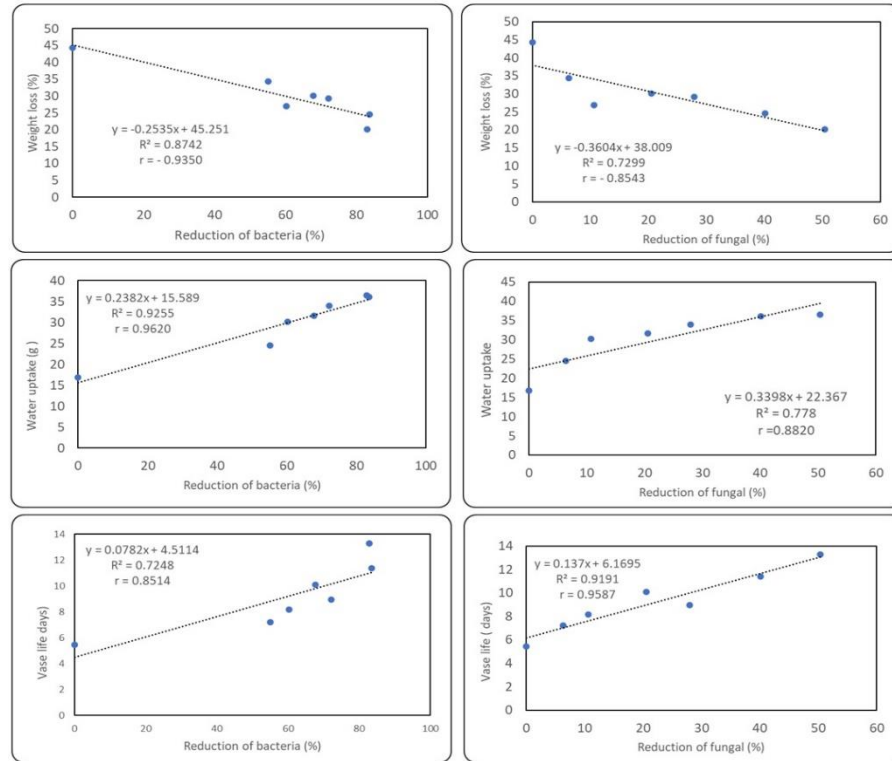 50
45
40
35
30
25
20
15
10
5
0
Weight loss (%)
y = -0.2535x + 45.251
R² = 0.8742
r = - 0.9350
0 20 40 60 80 100
Reduction of bacteria (%)
50
45
40
35
30
25
20
15
10
5
0
Weight loss (%)
y = -0.3604x + 38.009
R² = 0.7299
r = - 0.8543
0 10 20 30 40 50 60
Reduction of fungal (%)
40
35
30
25
20
15
10
5
0
Water uptake (g )
y = 0.2382x + 15.589
R² = 0.9255
r = 0.9620
0 20 40 60 80 100
Reduction of bacteria (%)
45
40
35
30
25
20
15
10
5
0
Water uptake
y = 0.3398x + 22.367
R² = 0.778
r =0.8820
0 10 20 30 40 50 60
Reduction of fungal (%)
14
12
10
8
6
4
2
0
Vase life days)
y = 0.0782x + 4.5114
R² = 0.7248
r = 0.8514
0 20 40 60 80 100
Reduction of bacteria (%)
14
12
10
8
6
4
2
0
Vase life ( days)
y = 0.137x + 6.1695
R² = 0.9191
r = 0.9587
0 10 20 30 40 50 60
Reduction of fungal (%)